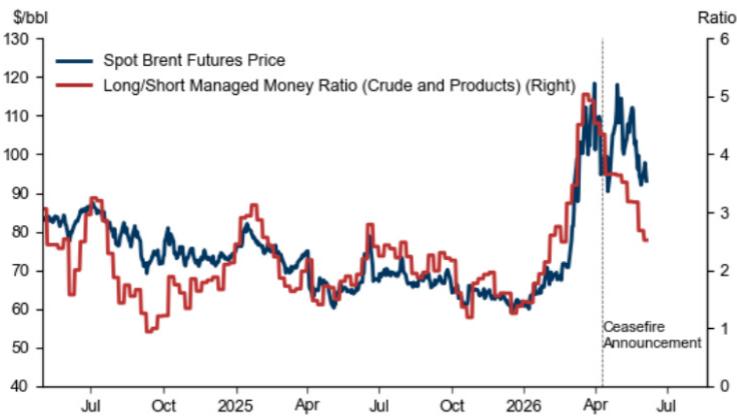 $/bbl
Ratio
130
120
110
100
90
80
70
60
50
40
Spot Brent Futures Price
Long/Short Managed Money Ratio (Crude and Products) (Right)
6
5
4
3
2
1
0
Ceasefire
Announcement
Jul
Oct
2025
Apr
Jul
Oct
2026
Apr
Jul